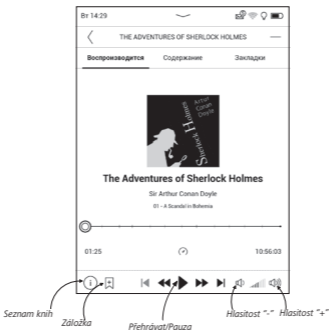 Вт 14:29
THE ADVENTURES OF SHERLOCK HOLMES
Воспроизводится Содержание Закладки
Artur
Conan
Doyle
Sherlock
Holmes
The Adventures of Sherlock Holmes
Sir Arthur Conan Doyle
01 - A Scandal in Bohemia
01:25 10:56:03
Seznam knih
Záložka
Přehrávat/Pauza
Hlasitost "-"
Hlasitost "+"